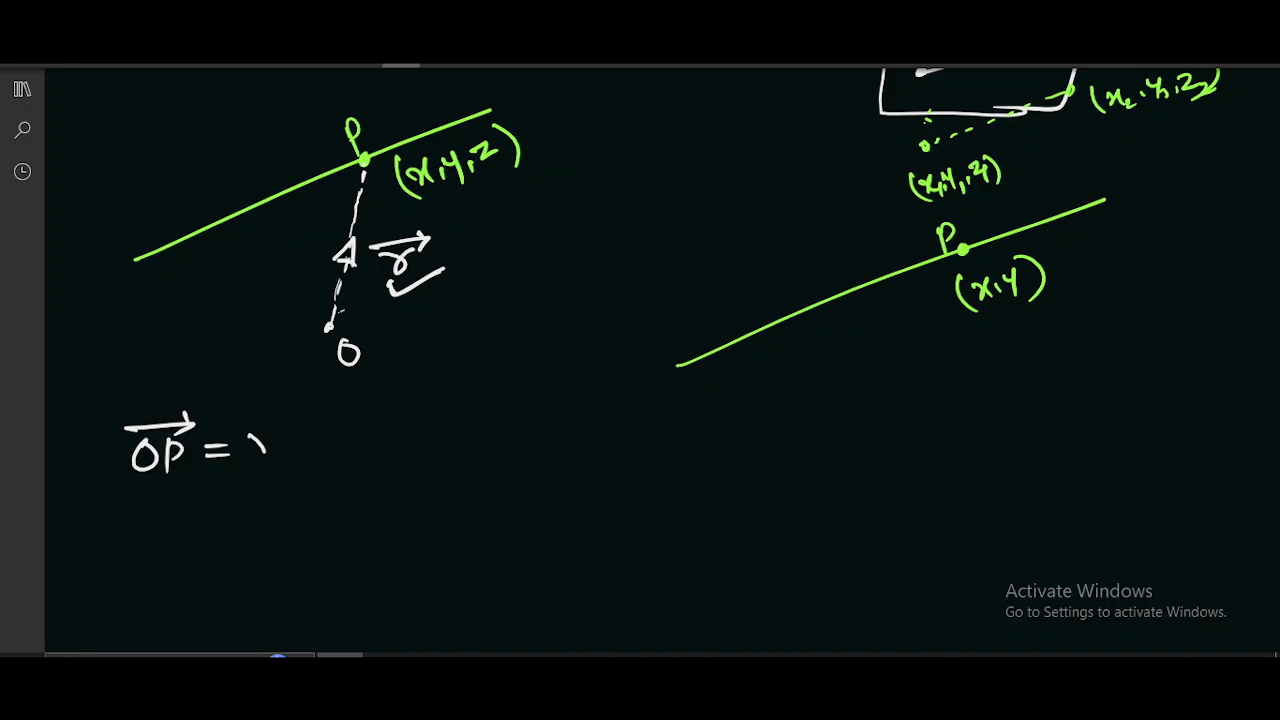 P
(x, y, z)
r
O
OP =
(x₂, y₂, z₂)
(x₁, y₁, z₁)
P
(x, y)
Activate Windows
Go to Settings to activate Windows.